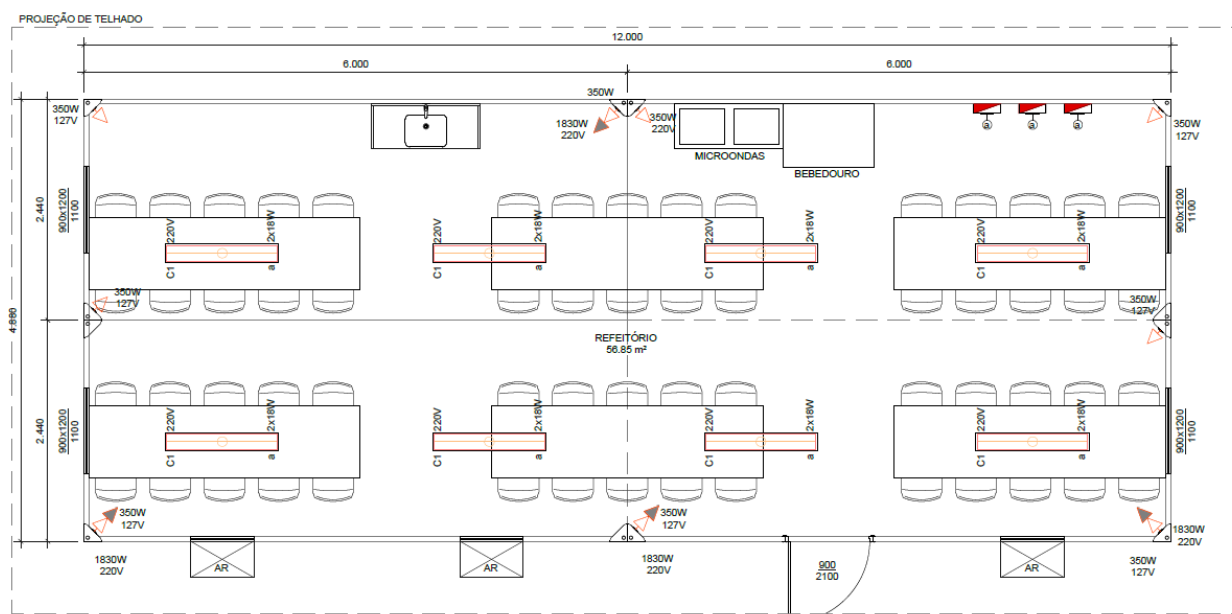 PROJEÇÃO DE TELHADO
12.000
6.000
6.000
350W
127V
350W
1830W
220V
350W
220V
MICROONDAS
BEBEDOURO
a
a
a
350W
127V
4.880
2.440
2.440
900x1200
1100
900x1200
1100
220V
2x18W
C1
a
220V
2x18W
C1
a
220V
2x18W
C1
a
220V
2x18W
C1
a
350W
127V
350W
127V
REFEITÓRIO
56.85 m²
900x1200
1100
900x1200
1100
220V
2x18W
C1
a
220V
2x18W
C1
a
220V
2x18W
C1
a
220V
2x18W
C1
a
350W
127V
350W
127V
1830W
220V
1830W
220V
1830W
220V
350W
127V
AR
AR
AR
900
2100